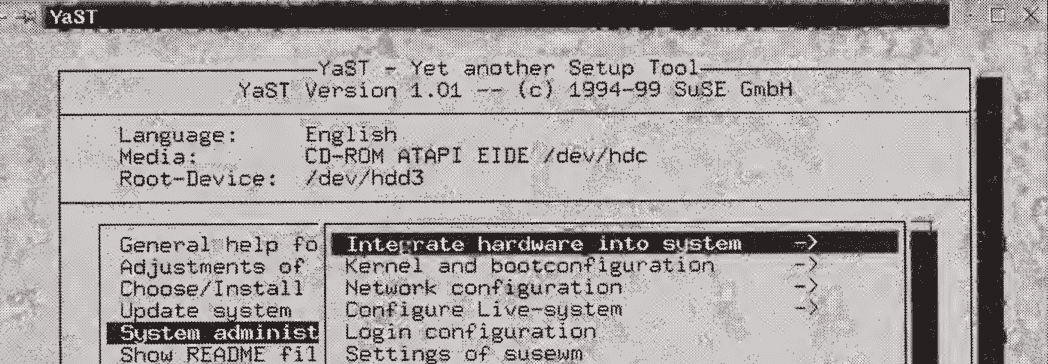 YaST
YaST - Yet another Setup Tool
YaST Version 1.01 -- (c) 1994-99 SuSE GmbH
Language: English
Media: CD-ROM ATAPI EIDE /dev/hdc
Root-Device: /dev/hdd3
General help fo Integrate hardware into system ->
Adjustments of Kernel and bootconfiguration ->
Choose/Install Network configuration ->
Update system Configure Live-system ->
System administ Login configuration
Show README fil Settings of susewm